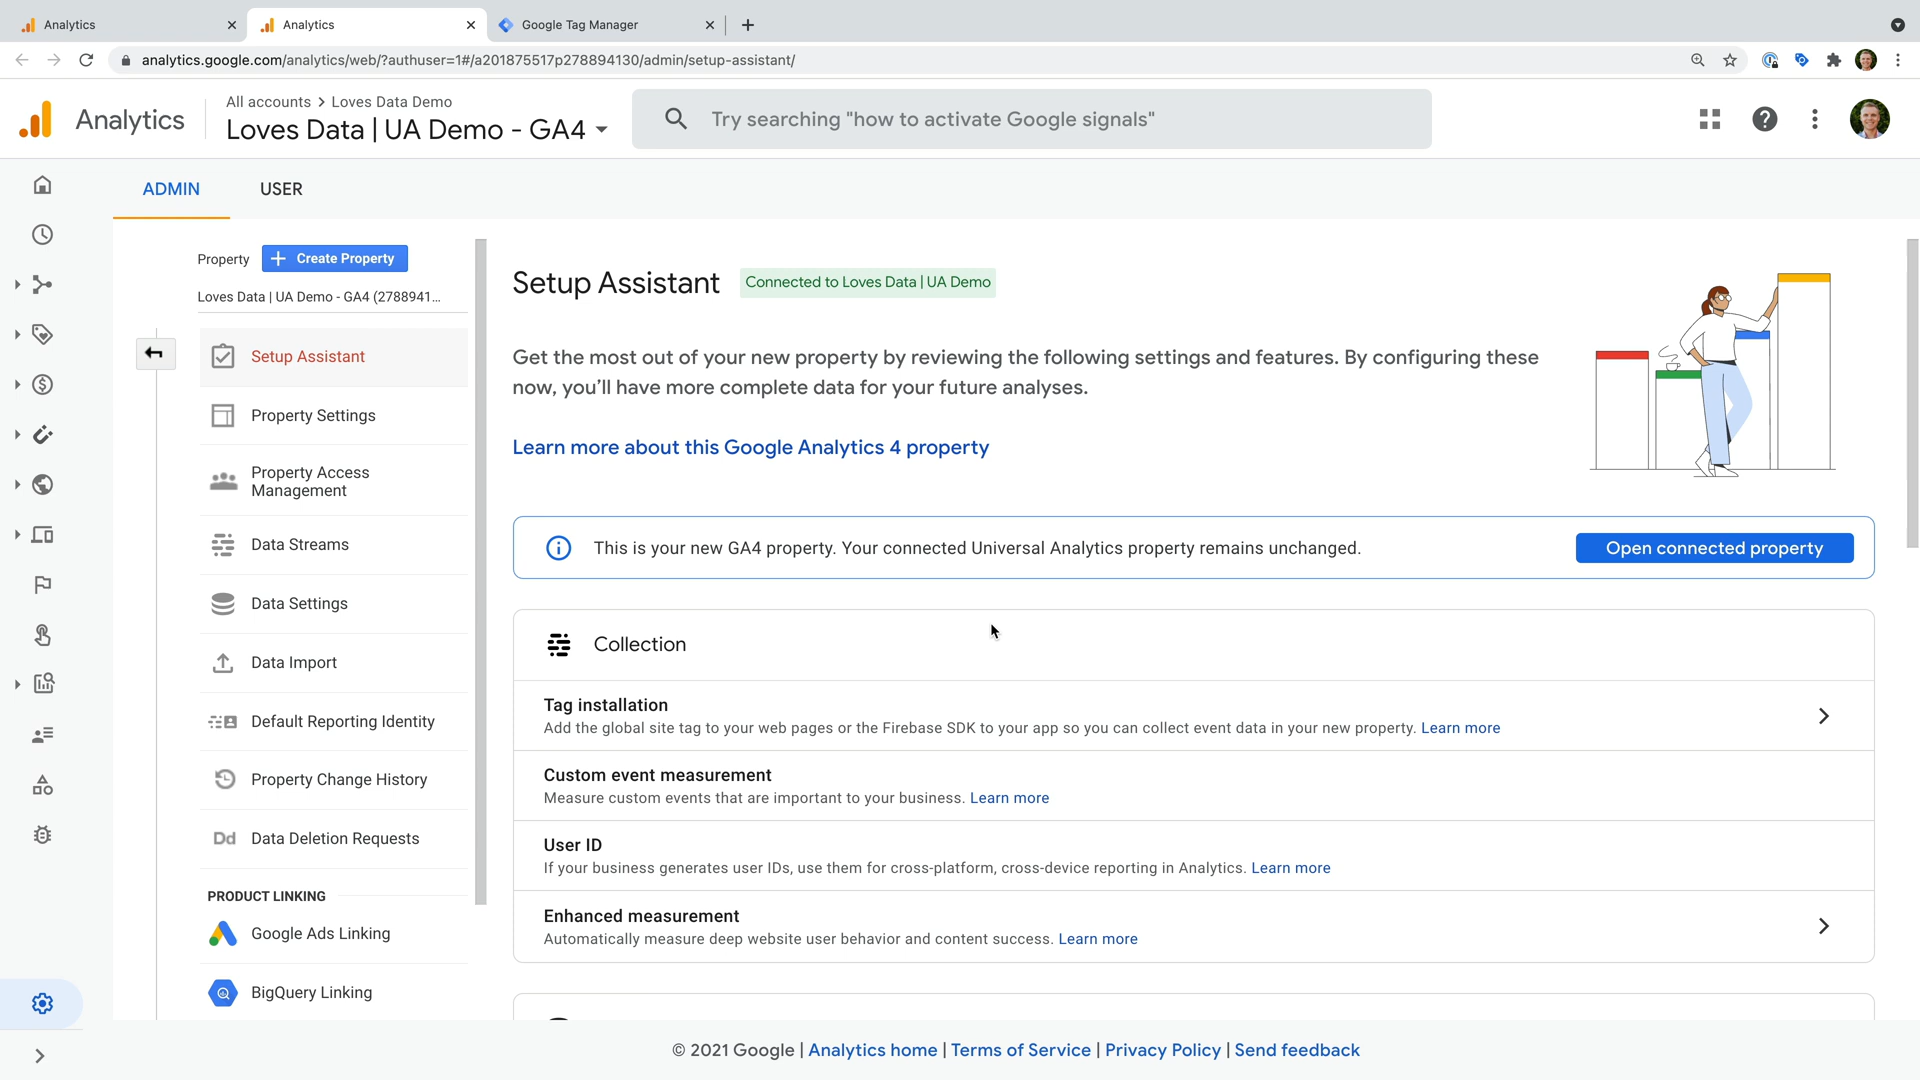 Analytics
Analytics
Google Tag Manager
analytics.google.com/analytics/web/?authuser=1#/a201875517p278894130/admin/setup-assistant/
Analytics
All accounts > Loves Data Demo
Loves Data | UA Demo - GA4
Try searching "how to activate Google signals"
ADMIN
USER
Property
Create Property
Loves Data | UA Demo - GA4 (2788941...
Setup Assistant
Property Settings
Property Access
Management
Data Streams
Data Settings
Data Import
Default Reporting Identity
Property Change History
Dd Data Deletion Requests
PRODUCT LINKING
Google Ads Linking
BigQuery Linking
Setup Assistant
Connected to Loves Data | UA Demo
Get the most out of your new property by reviewing the following settings and features. By configuring these
now, you'll have more complete data for your future analyses.
Learn more about this Google Analytics 4 property
This is your new GA4 property. Your connected Universal Analytics property remains unchanged.
Open connected property
Collection
Tag installation
Add the global site tag to your web pages or the Firebase SDK to your app so you can collect event data in your new property. Learn more
Custom event measurement
Measure custom events that are important to your business. Learn more
User ID
If your business generates user IDs, use them for cross-platform, cross-device reporting in Analytics. Learn more
Enhanced measurement
Automatically measure deep website user behavior and content success. Learn more
© 2021 Google | Analytics home | Terms of Service | Privacy Policy | Send feedback